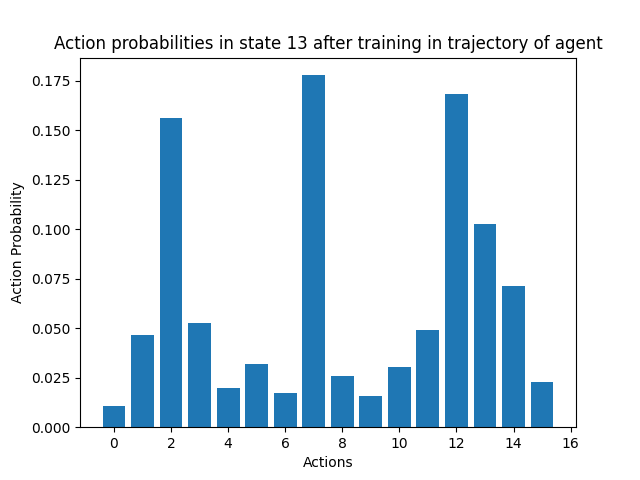 Action probabilities in state 13 after training in trajectory of agent
0.175
0.150
0.125
0.100
0.075
0.050
0.025
0.000
Action Probability
0 2 4 6 8 10 12 14 16
Actions